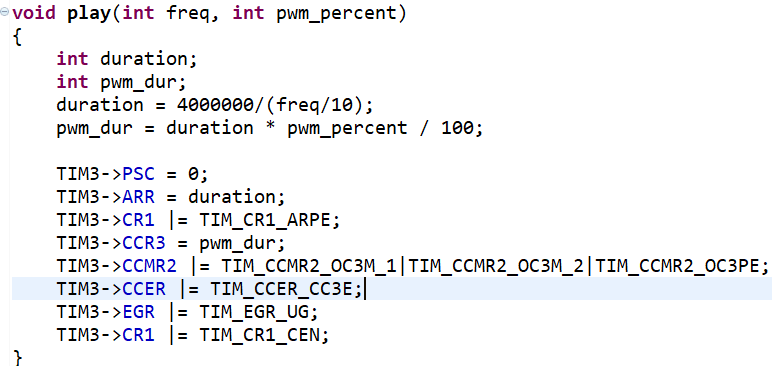 void play(int freq, int pwm_percent)
{
    int duration;
    int pwm_dur;
    duration = 4000000/(freq/10);
    pwm_dur = duration * pwm_percent / 100;

    TIM3->PSC = 0;
    TIM3->ARR = duration;
    TIM3->CR1 |= TIM_CR1_ARPE;
    TIM3->CCR3 = pwm_dur;
    TIM3->CCMR2 |= TIM_CCMR2_OC3M_1|TIM_CCMR2_OC3M_2|TIM_CCMR2_OC3PE;
    TIM3->CCER |= TIM_CCER_CC3E;
    TIM3->EGR |= TIM_EGR_UG;
    TIM3->CR1 |= TIM_CR1_CEN;
}